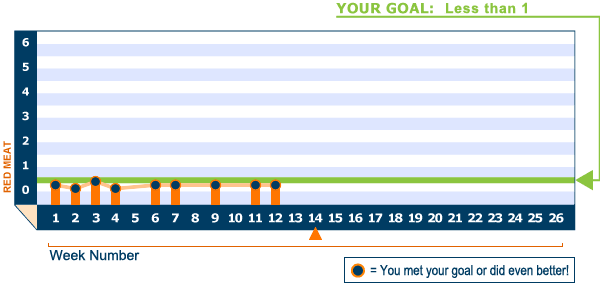 YOUR GOAL: Less than 1
6
5
4
3
2
1
0
RED MEAT
1 2 3 4 5 6 7 8 9 10 11 12 13 14 15 16 17 18 19 20 21 22 23 24 25 26
Week Number
= You met your goal or did even better!